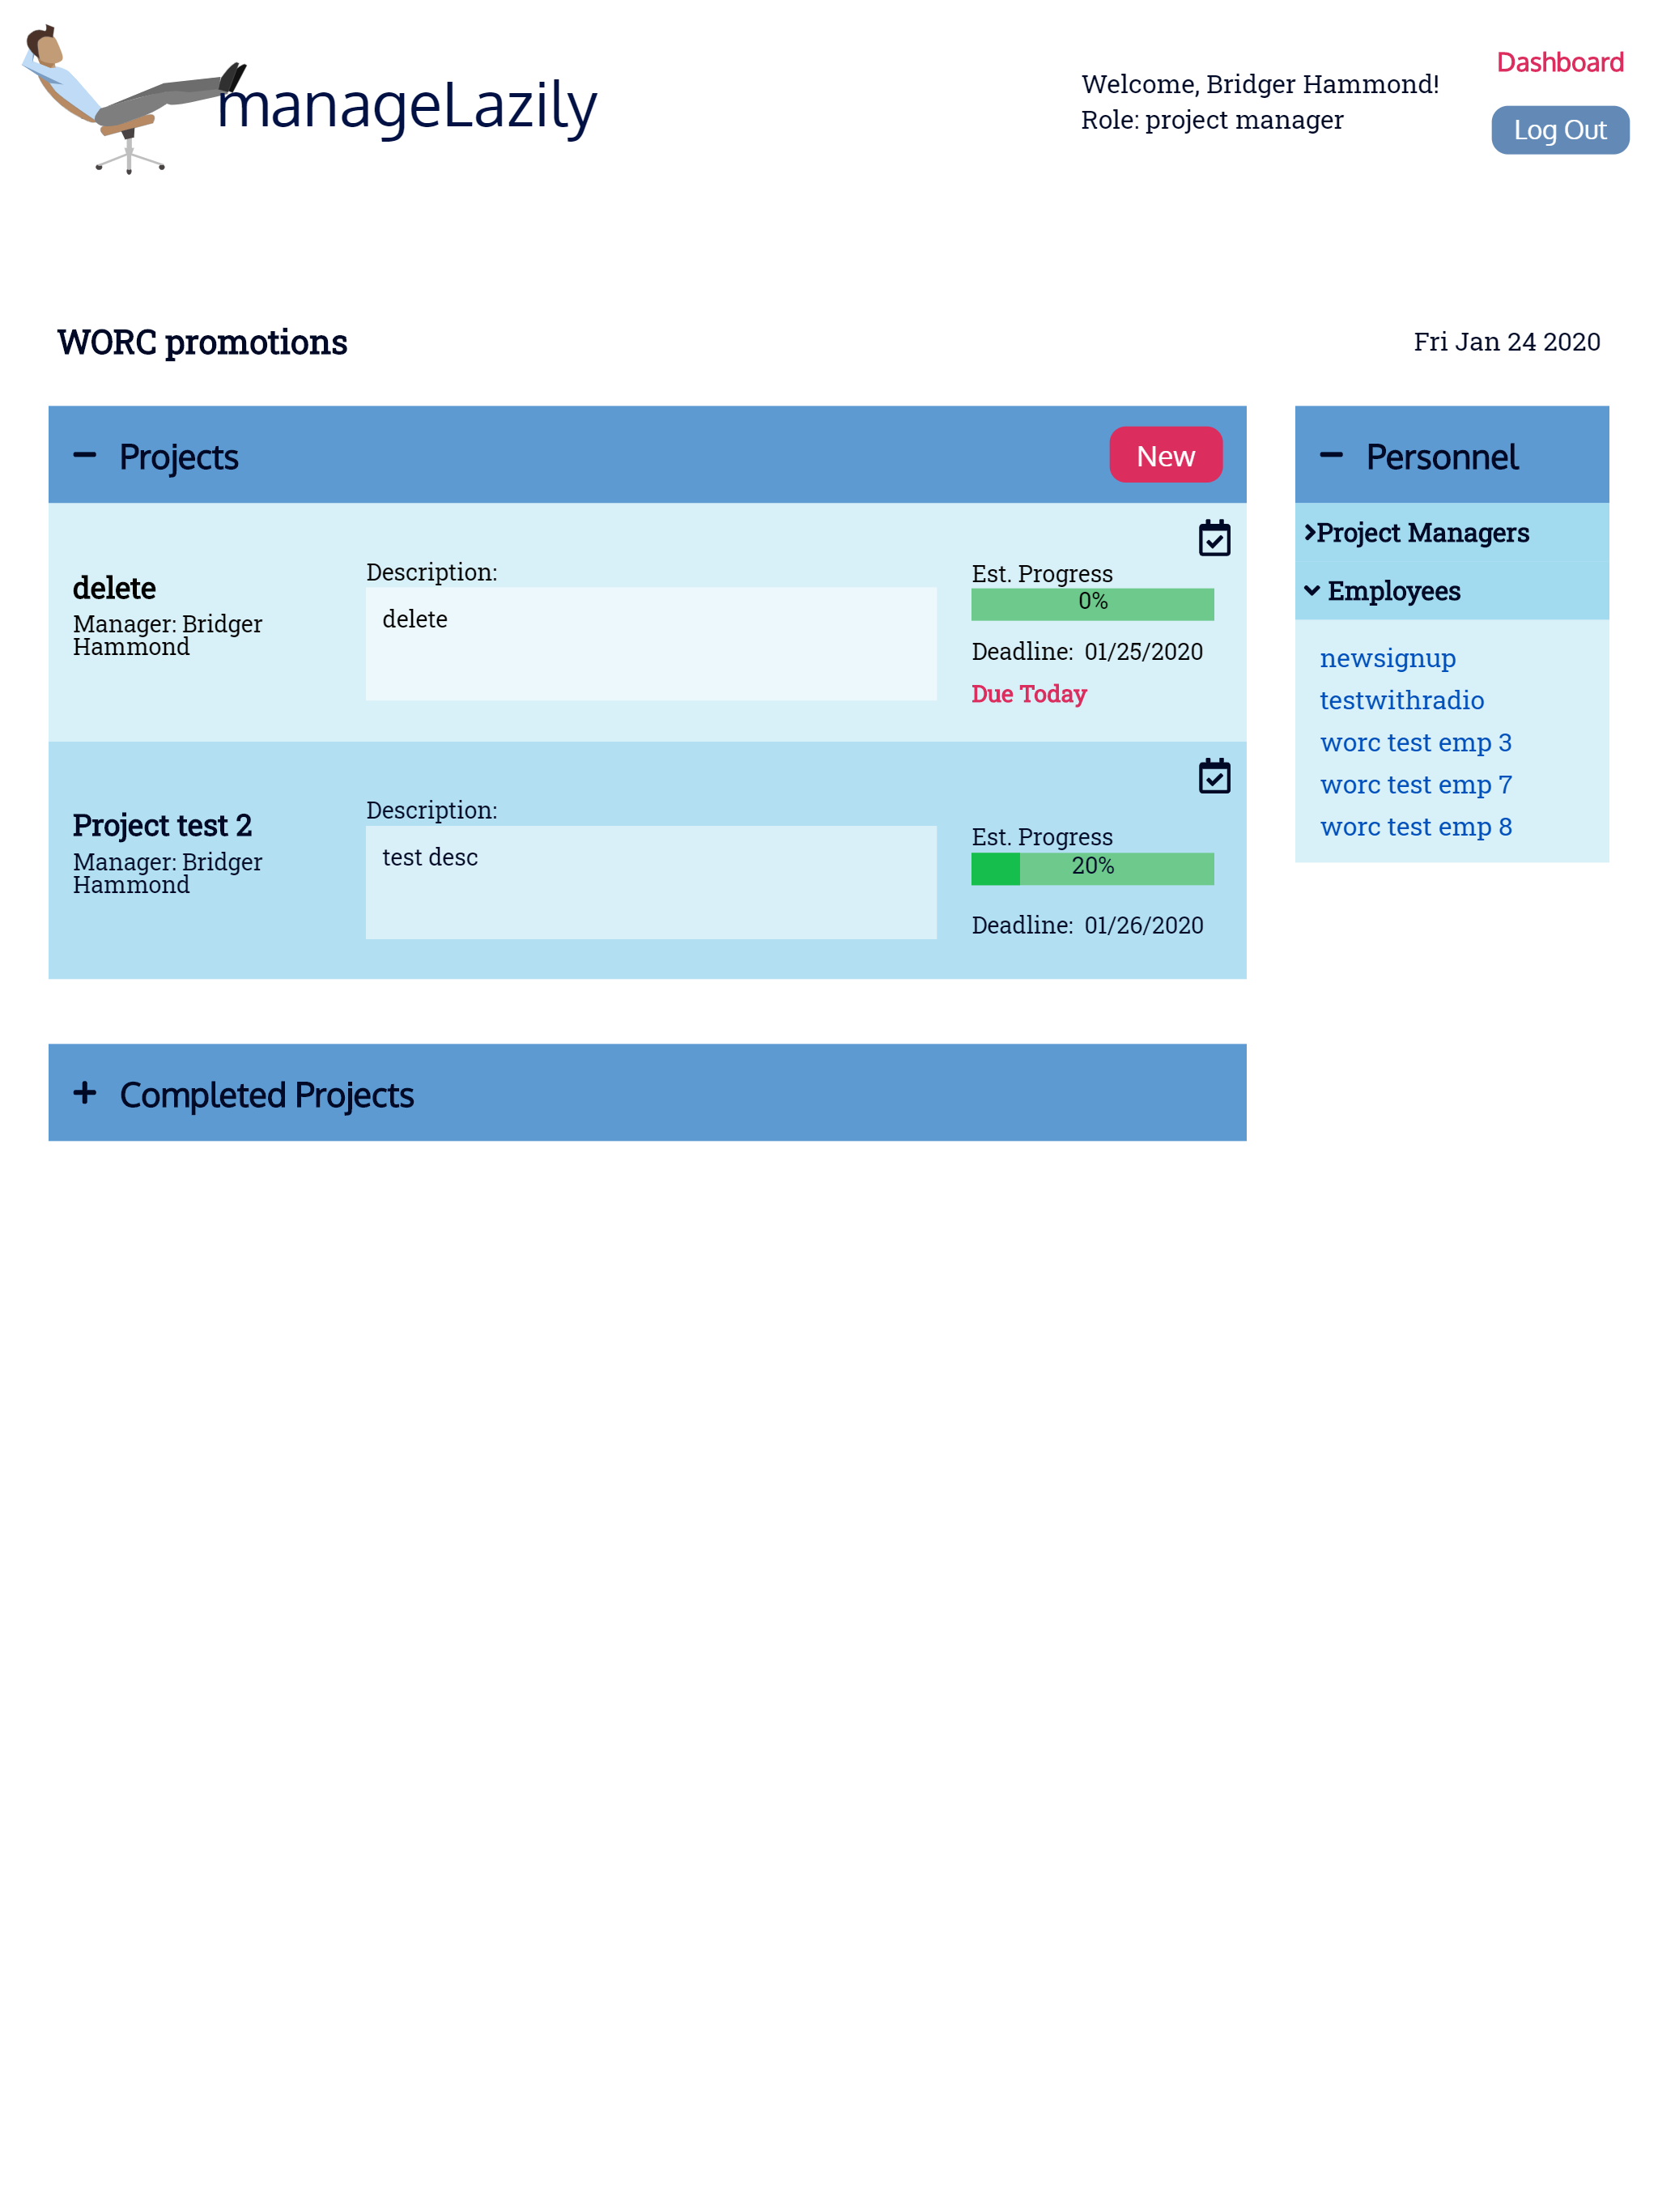 manageLazily
Welcome, Bridger Hammond!
Role: project manager
Dashboard
Log Out
WORC promotions
Fri Jan 24 2020
Projects
New
delete
Manager: Bridger
Hammond
Description:
delete
Est. Progress
0%
Deadline: 01/25/2020
Due Today
Project test 2
Manager: Bridger
Hammond
Description:
test desc
Est. Progress
20%
Deadline: 01/26/2020
Completed Projects
Personnel
Project Managers
Employees
newsignup
testwithradio
worc test emp 3
worc test emp 7
worc test emp 8